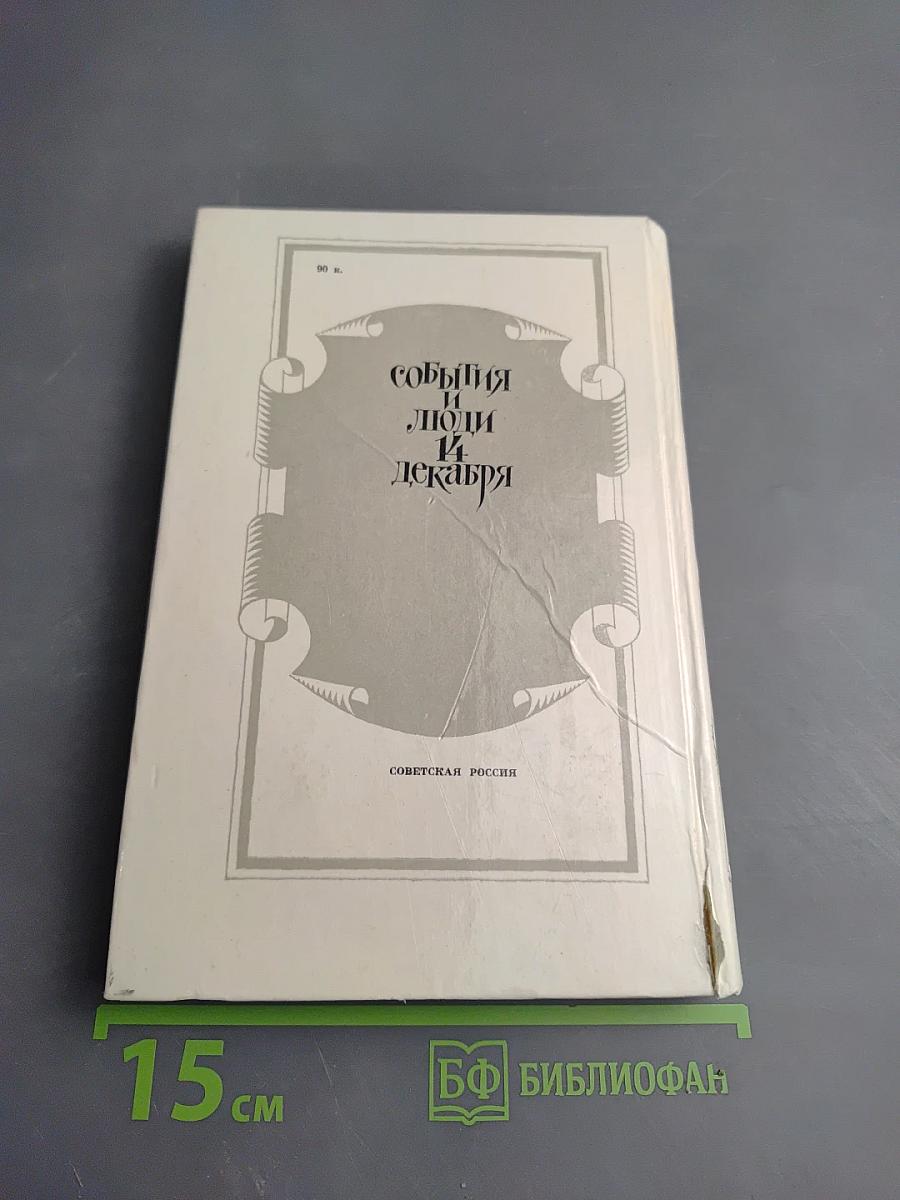 90 к.
СОБЫТИЯ
И
ЛЮДИ
14
ДЕКАБРЯ
СОВЕТСКАЯ РОССИЯ
15 см
БФ БИБЛИОФАН